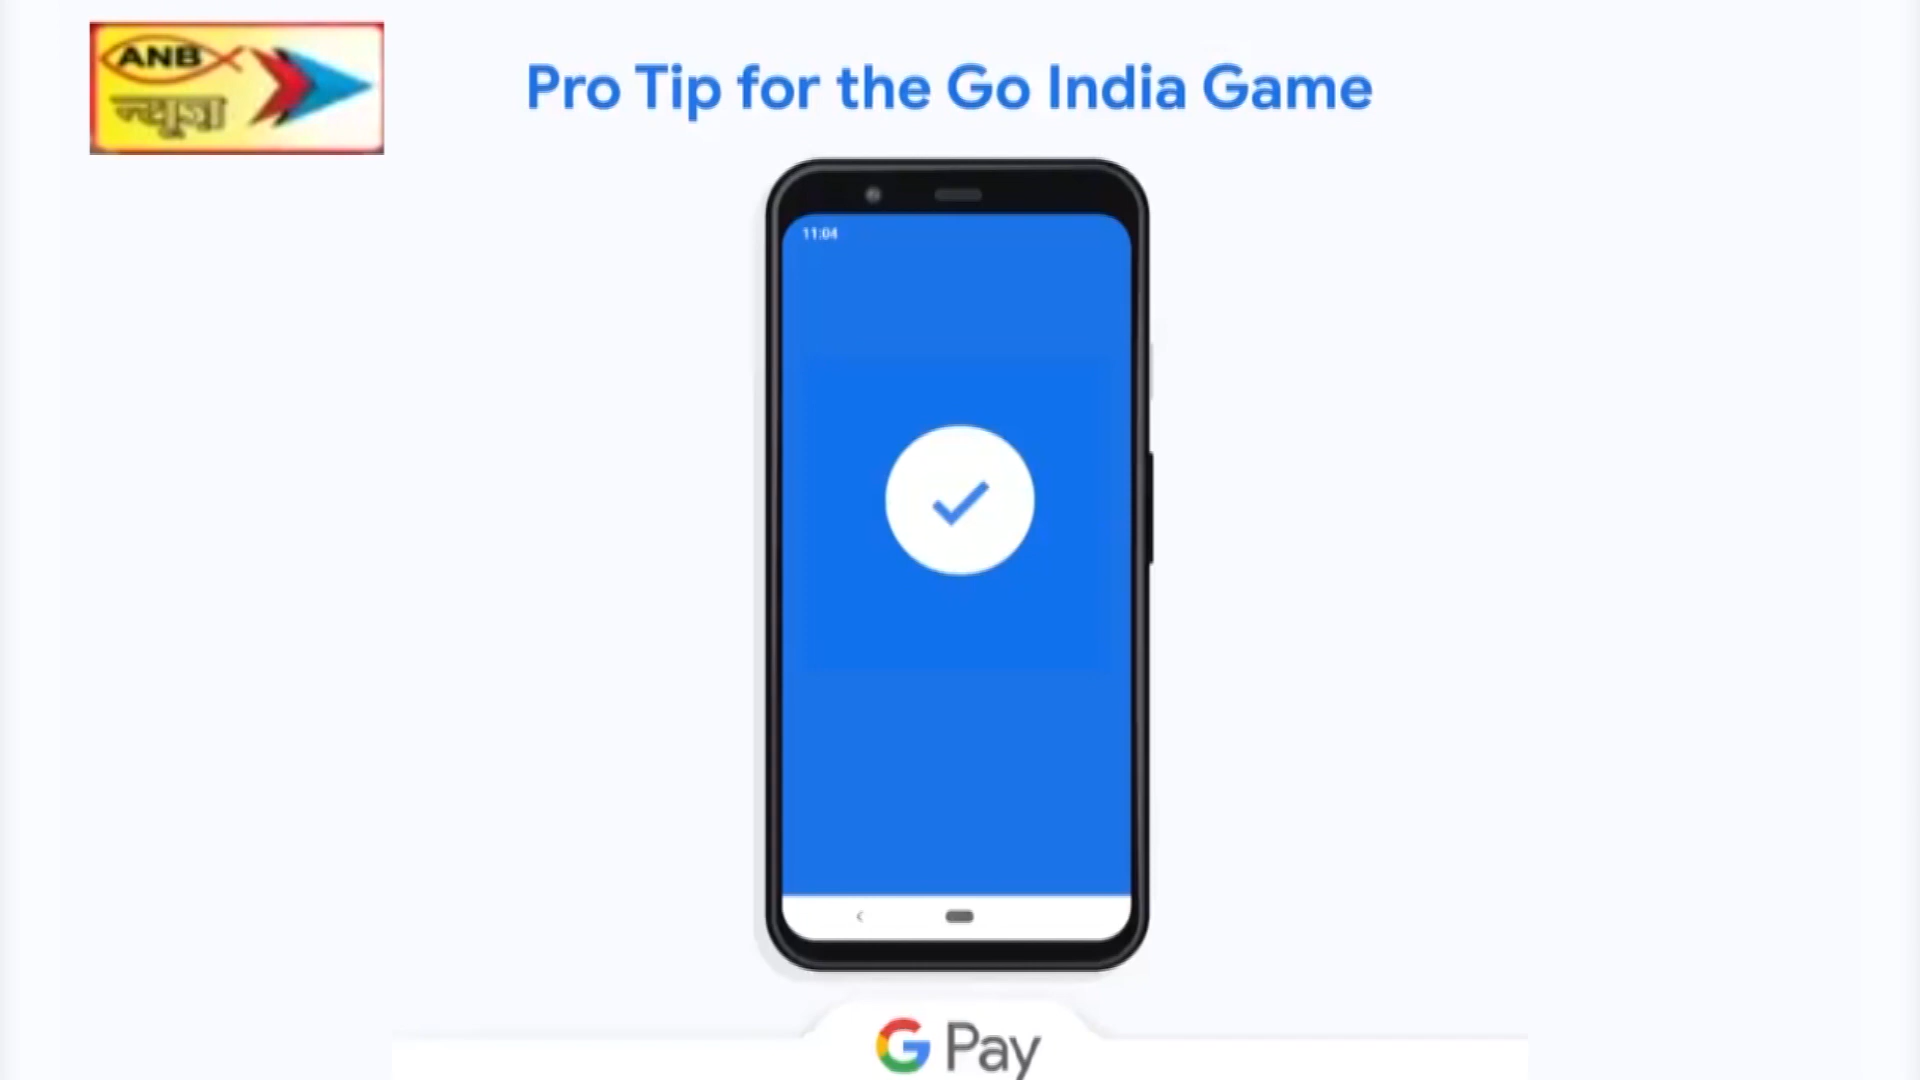 ANB
न्यूज़
Pro Tip for the Go India Game
11:04
G Pay